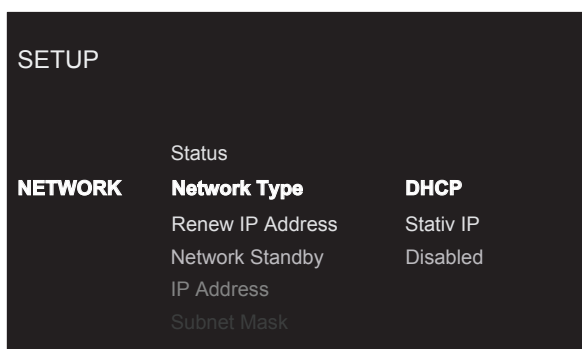 SETUP
Status
NETWORK Network Type DHCP
Renew IP Address Stativ IP
Network Standby Disabled
IP Address
Subnet Mask